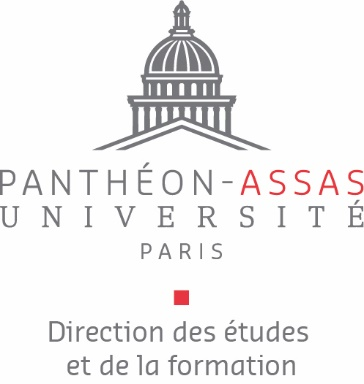 PANTHÉON-ASSAS
UNIVERSITÉ
PARIS
Direction des études
et de la formation